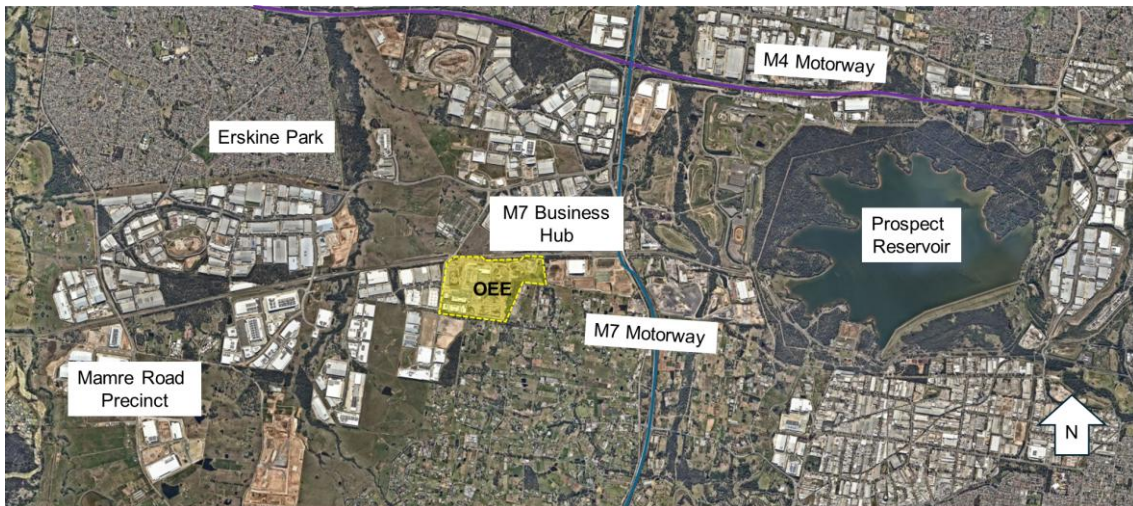 M4 Motorway
Erskine Park
M7 Business
Hub
Prospect
Reservoir
OEE
M7 Motorway
Mamre Road
Precinct
N